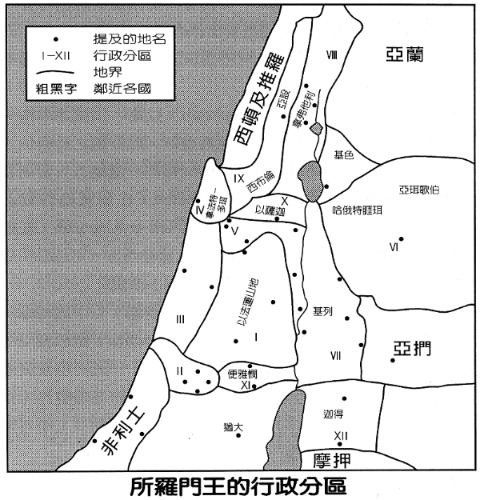 • 提及的地名
I-XII 行政分區
地界
粗黑字 鄰近各國
VIII
亞蘭
西頓及推羅
亞設
拿弗他利
基色
IX
西布倫
亞珥歌伯
X
以薩迦
哈俄特睚珥
IV
拿法特－多珥
V
VI
III
以法蓮山地
I
基列
VII
亞捫
II
便雅憫
XI
非利士
猶大
迦得
XII
摩押
所羅門王的行政分區